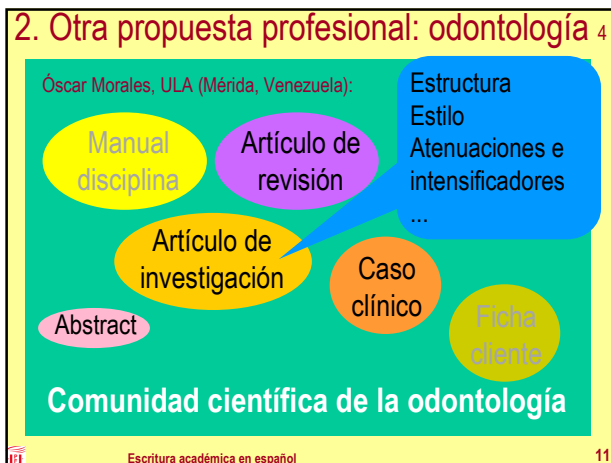 2. Otra propuesta profesional: odontología 4
Óscar Morales, ULA (Mérida, Venezuela):
Estructura
Estilo
Atenuaciones e
intensificadores
...
Manual
disciplina
Artículo de
revisión
Artículo de
investigación
Caso
clínico
Abstract
Ficha
cliente
Comunidad científica de la odontología
Escritura académica en español
11